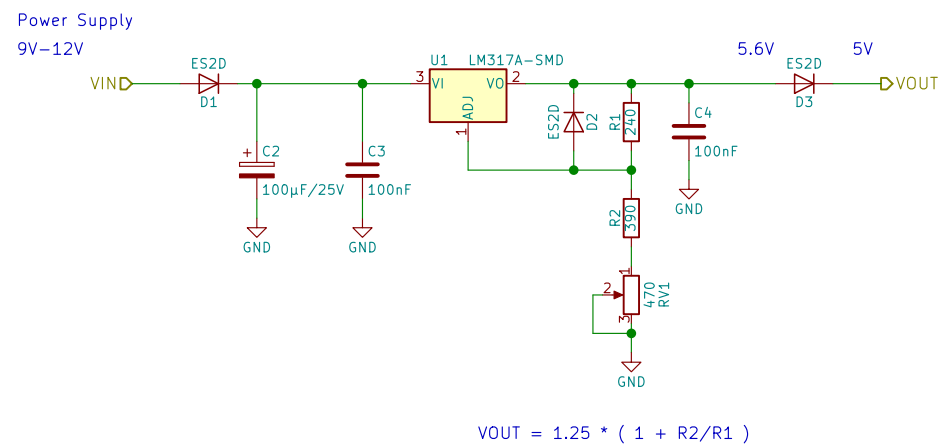 Power Supply
9V-12V
5.6V
5V
ES2D
U1
LM317A-SMD
ES2D
VIN
D1
3
VI
VO
2
ADJ
1
ES2D
D2
R1
240
C4
100nF
D3
VOUT
+
C2
100µF/25V
C3
100nF
GND
GND
R2
390
GND
1
2
3
470
RV1
GND
VOUT = 1.25 * ( 1 + R2/R1 )